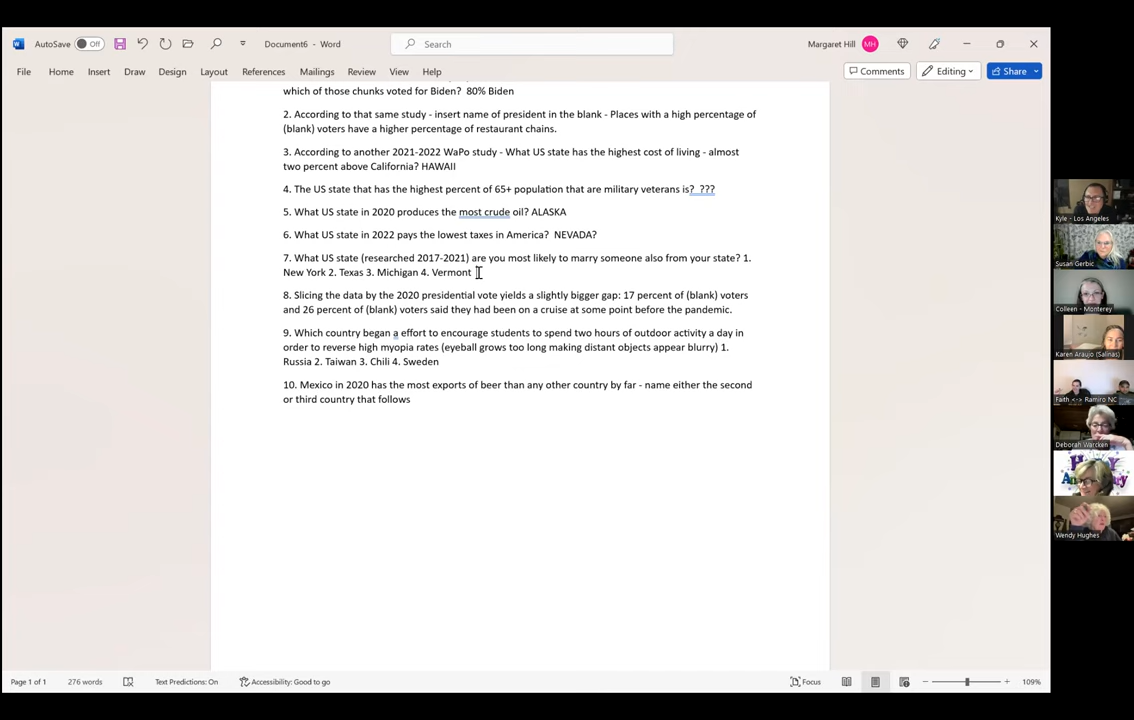 AutoSave Off Document6 - Word Search Margaret Hill MH
File Home Insert Draw Design Layout References Mailings Review View Help Comments Editing Share
which of those chunks voted for Biden? 80% Biden
2. According to that same study - insert name of president in the blank - Places with a high percentage of
(blank) voters have a higher percentage of restaurant chains.
3. According to another 2021-2022 WaPo study - What US state has the highest cost of living - almost
two percent above California? HAWAII
4. The US state that has the highest percent of 65+ population that are military veterans is? ???
5. What US state in 2020 produces the most crude oil? ALASKA
6. What US state in 2022 pays the lowest taxes in America? NEVADA?
7. What US state (researched 2017-2021) are you most likely to marry someone also from your state? 1.
New York 2. Texas 3. Michigan 4. Vermont
8. Slicing the data by the 2020 presidential vote yields a slightly bigger gap: 17 percent of (blank) voters
and 26 percent of (blank) voters said they had been on a cruise at some point before the pandemic.
9. Which country began a effort to encourage students to spend two hours of outdoor activity a day in
order to reverse high myopia rates (eyeball grows too long making distant objects appear blurry) 1.
Russia 2. Taiwan 3. Chili 4. Sweden
10. Mexico in 2020 has the most exports of beer than any other country by far - name either the second
or third country that follows
Page 1 of 1 276 words Text Predictions: On Accessibility: Good to go Focus 109%
Kyle - Los Angeles
Susan Gerbic
Colleen - Monterey
Karen Araujo (Salinas)
Faith <-> Ramiro NC
Deborah Warcken
Wendy Hughes